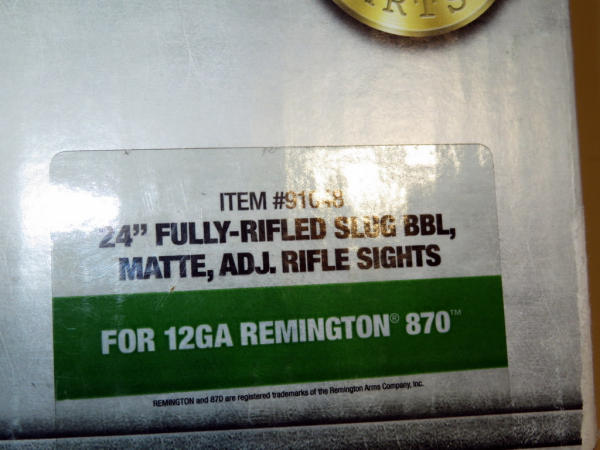 ARTS
ITEM
24” FULLY-RIFLED SLUG BBL,
MATTE, ADJ. RIFLE SIGHTS
FOR 12GA REMINGTON® 870™
REMINGTON and 870 are registered trademarks of the Remington Arms Company, Inc.